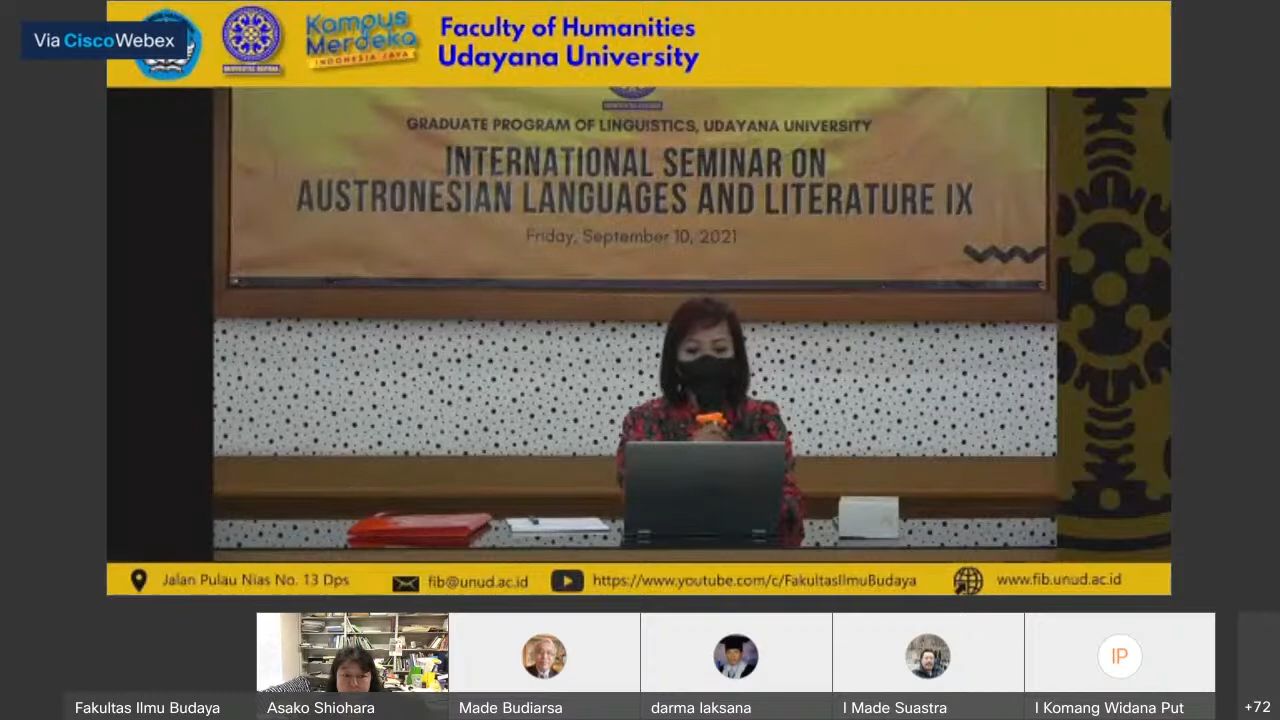 Via CiscoWebex
Kampus
Merdeka
INDONESIA JAYA
Faculty of Humanities
Udayana University
UNIVERSITAS UDAYANA
GRADUATE PROGRAM OF LINGUISTICS, UDAYANA UNIVERSITY
INTERNATIONAL SEMINAR ON
AUSTRONESIAN LANGUAGES AND LITERATURE IX
Friday, September 10, 2021
Jalan Pulau Nias No. 13 Dps
fib@unud.ac.id
https://www.youtube.com/c/FakultasIlmuBudaya
www.fib.unud.ac.id
IP
Fakultas Ilmu Budaya
Asako Shiohara
Made Budiarsa
darma laksana
I Made Suastra
I Komang Widana Put
+72